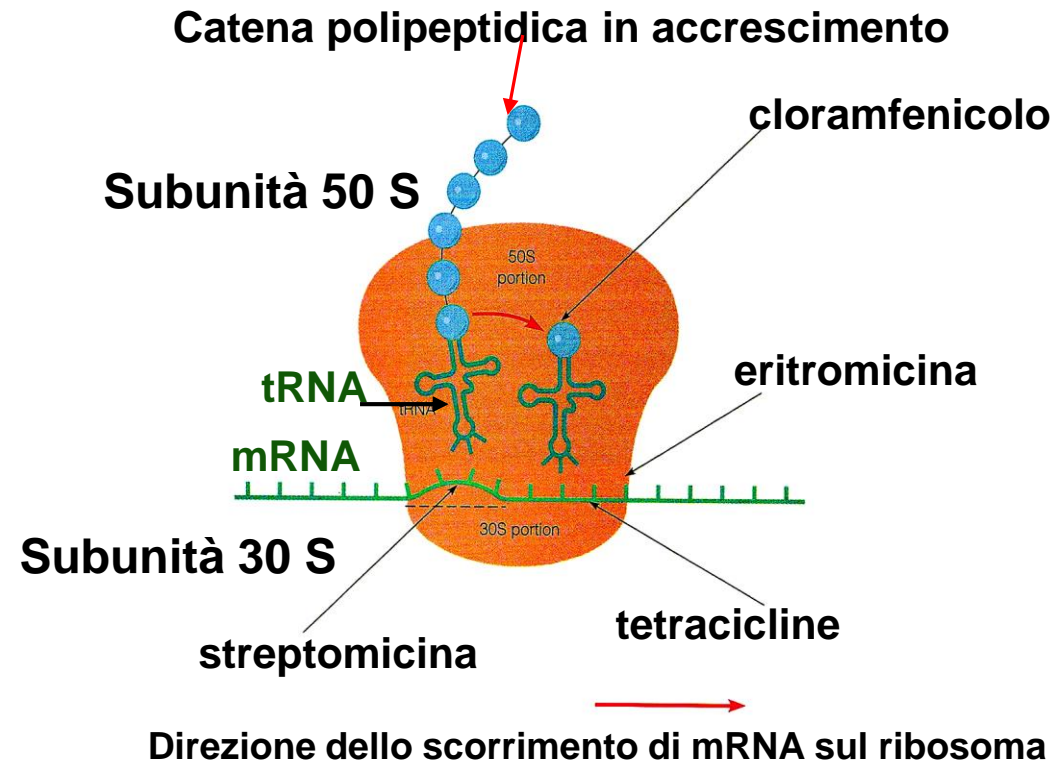 Catena polipeptidica in accrescimento
cloramfenicolo
Subunità 50 S
50S
portion
eritromicina
tRNA
tRNA
mRNA
30S portion
Subunità 30 S
tetracicline
streptomicina
Direzione dello scorrimento di mRNA sul ribosoma